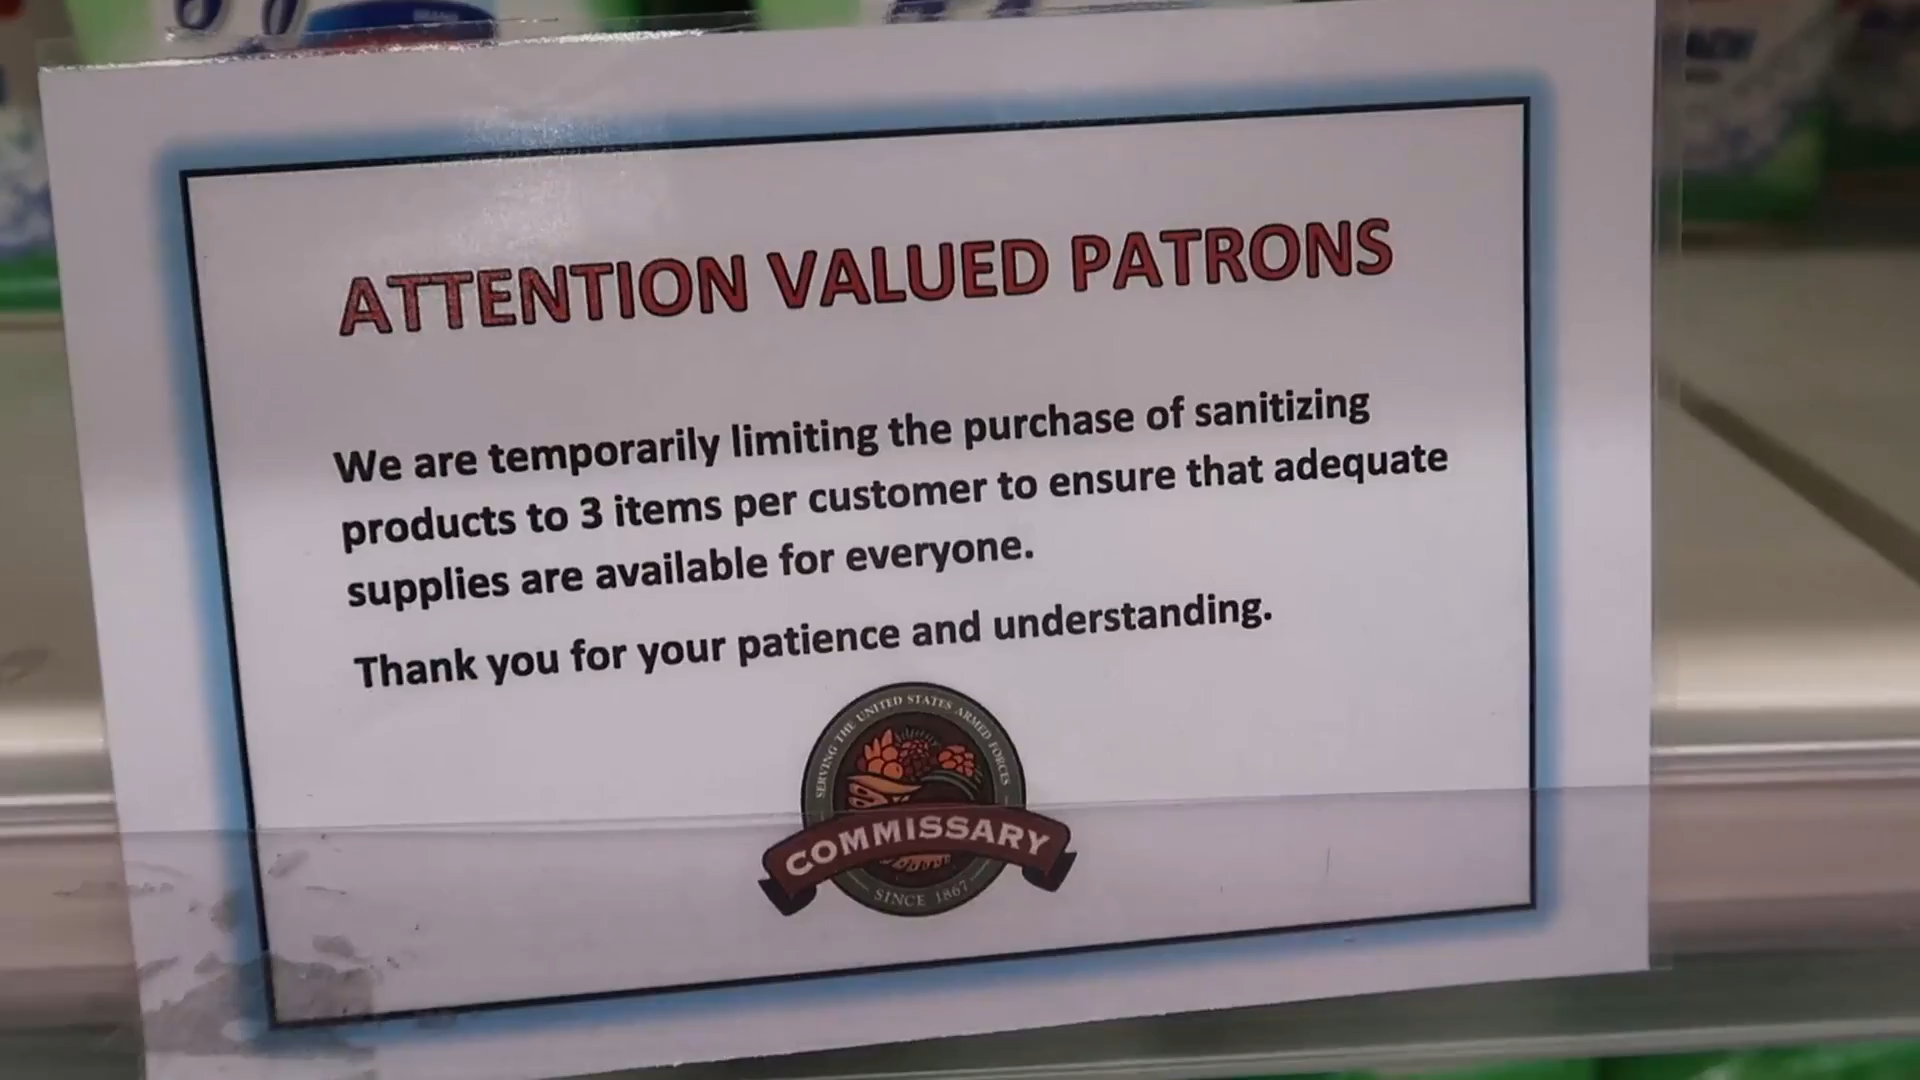 ATTENTION VALUED PATRONS
We are temporarily limiting the purchase of sanitizing
products to 3 items per customer to ensure that adequate
supplies are available for everyone.
Thank you for your patience and understanding.
SERVING THE UNITED STATES ARMED FORCES
COMMISSARY
SINCE 1867